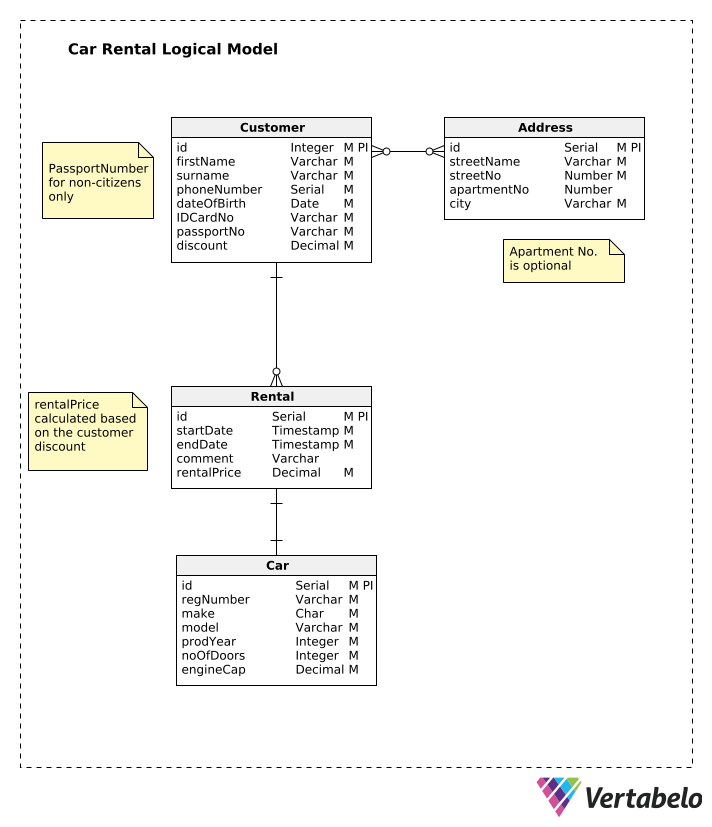 Car Rental Logical Model
Customer
id Integer M PI
firstName Varchar M
surname Varchar M
phoneNumber Serial M
dateOfBirth Date M
IDCardNo Varchar M
passportNo Varchar M
discount Decimal M
Address
id Serial M PI
streetName Varchar M
streetNo Number M
apartmentNo Number
city Varchar M
PassportNumber
for non-citizens
only
Apartment No.
is optional
Rental
id Serial M PI
startDate Timestamp M
endDate Timestamp M
comment Varchar
rentalPrice Decimal M
rentalPrice
calculated based
on the customer
discount
Car
id Serial M PI
regNumber Varchar M
make Char M
model Varchar M
prodYear Integer M
noOfDoors Integer M
engineCap Decimal M
Vertabelo